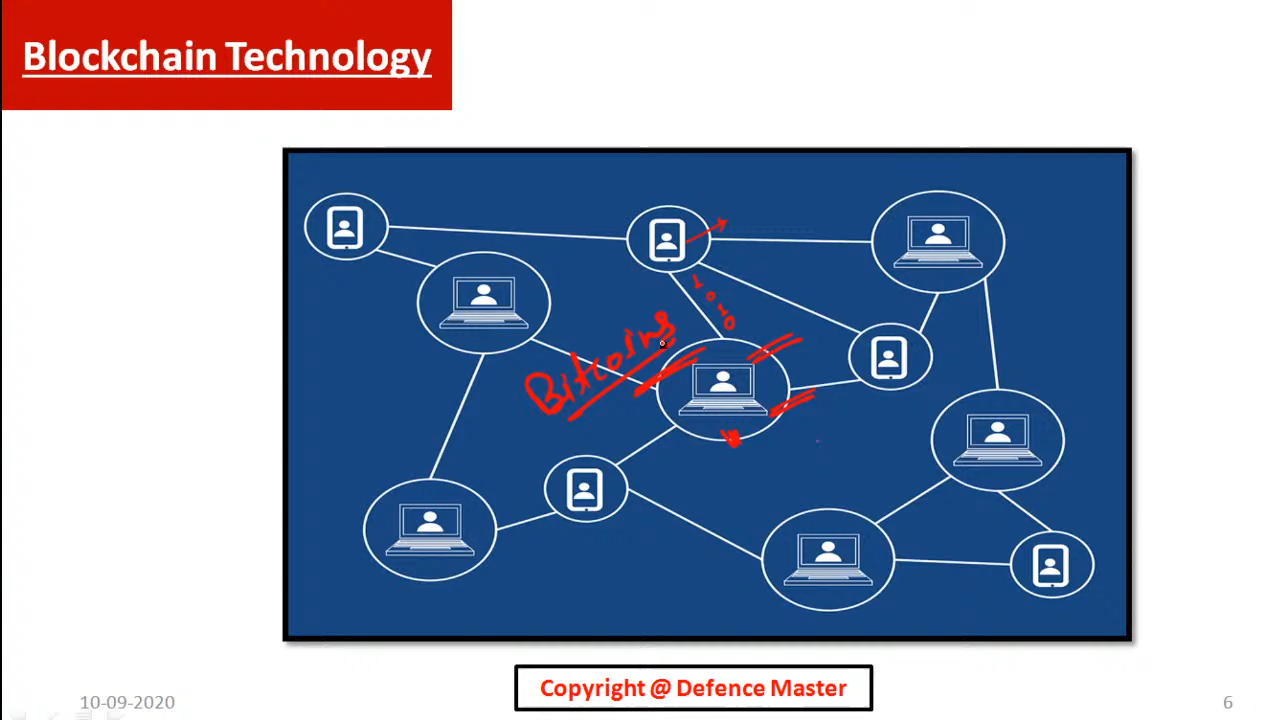 Blockchain Technology
1010
Bitcoins
Copyright @ Defence Master
10-09-2020
6